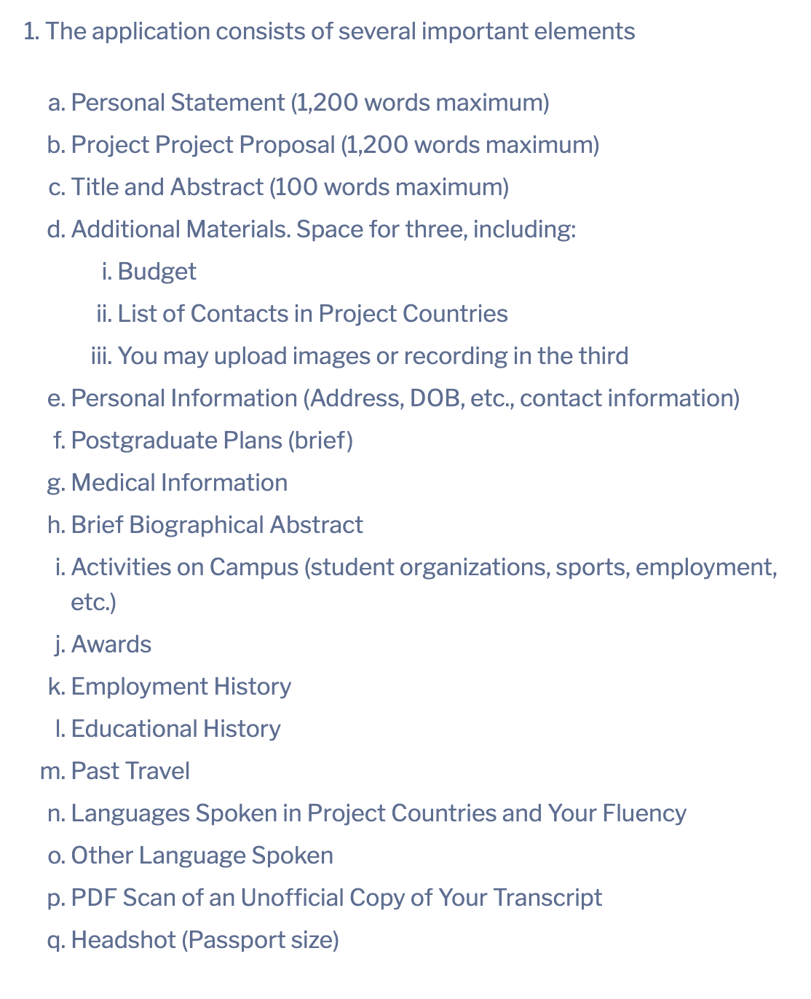 1. The application consists of several important elements
a. Personal Statement (1,200 words maximum)
b. Project Project Proposal (1,200 words maximum)
c. Title and Abstract (100 words maximum)
d. Additional Materials. Space for three, including:
i. Budget
ii. List of Contacts in Project Countries
iii. You may upload images or recording in the third
e. Personal Information (Address, DOB, etc., contact information)
f. Postgraduate Plans (brief)
g. Medical Information
h. Brief Biographical Abstract
i. Activities on Campus (student organizations, sports, employment,
etc.)
j. Awards
k. Employment History
l. Educational History
m. Past Travel
n. Languages Spoken in Project Countries and Your Fluency
o. Other Language Spoken
p. PDF Scan of an Unofficial Copy of Your Transcript
q. Headshot (Passport size)